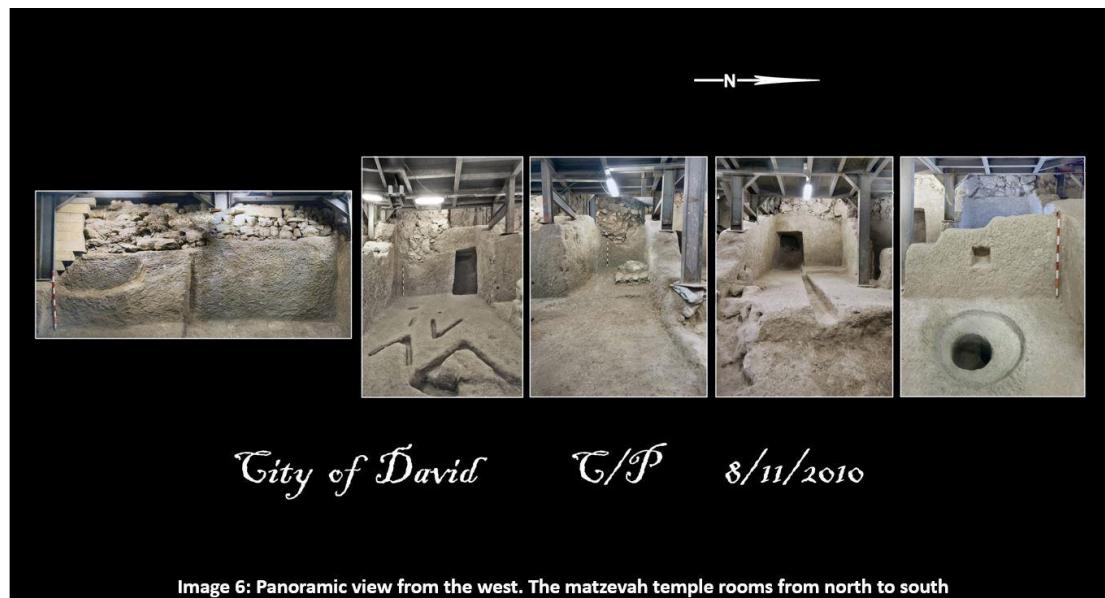 N
City of David C/P 8/11/2010
Image 6: Panoramic view from the west. The matzevah temple rooms from north to south